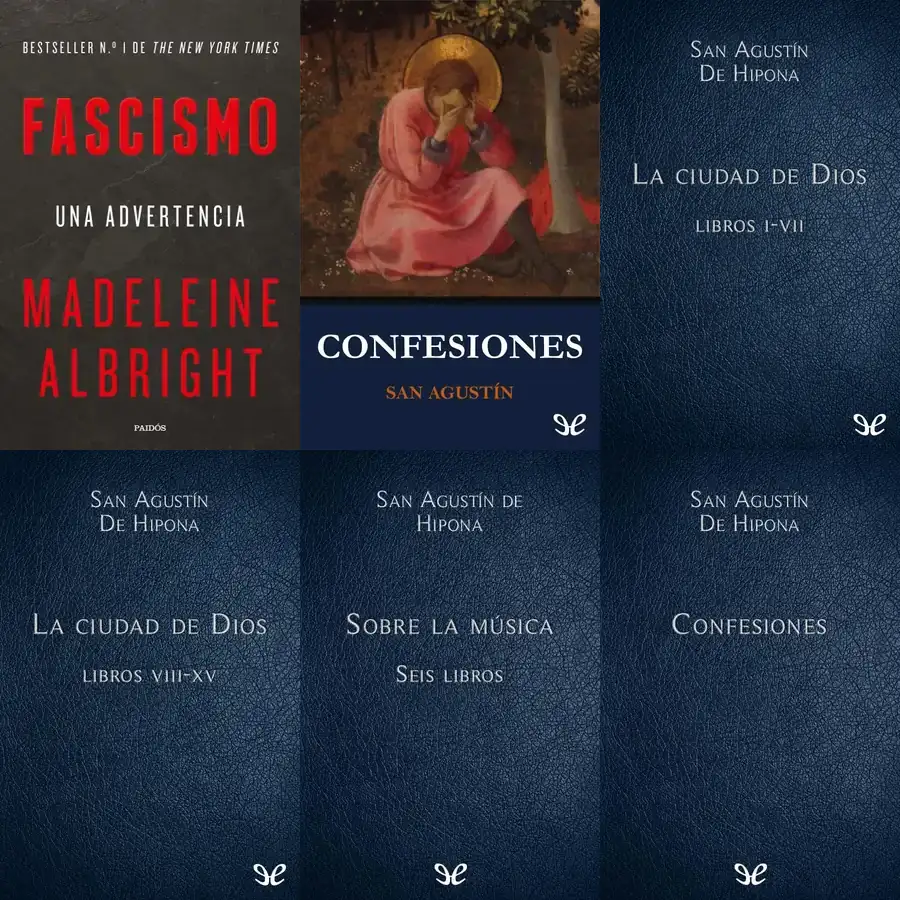 BESTSELLER N.º 1 DE THE NEW YORK TIMES
FASCISMO
UNA ADVERTENCIA
MADELEINE
ALBRIGHT
PAIDÓS
CONFESIONES
SAN AGUSTÍN
San Agustín
De Hipona
La ciudad de Dios
libros i-vii
San Agustín
De Hipona
La ciudad de Dios
libros viii-xv
San Agustín de
Hipona
Sobre la música
Seis libros
San Agustín
De Hipona
Confesiones